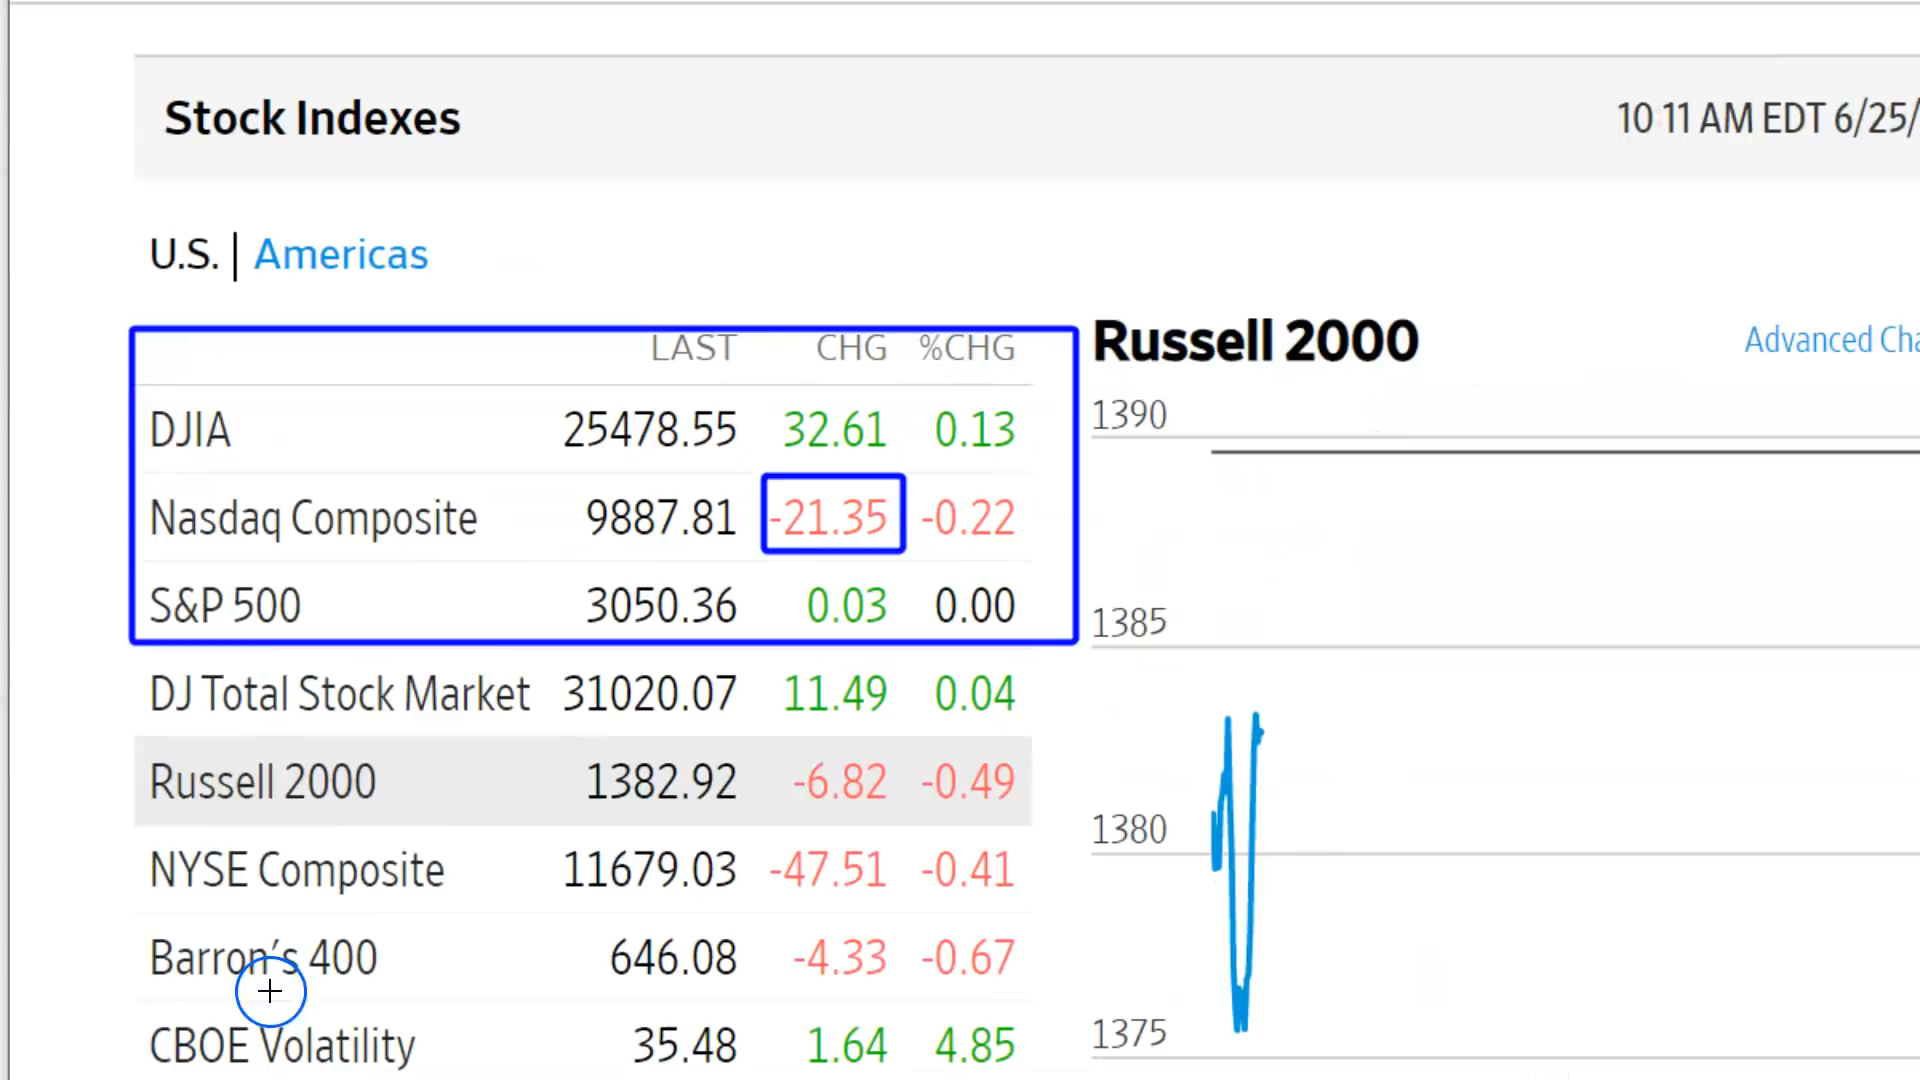 Stock Indexes
10:11 AM EDT 6/25/
U.S. | Americas
LAST CHG %CHG
DJIA 25478.55 32.61 0.13
Nasdaq Composite 9887.81 -21.35 -0.22
S&P 500 3050.36 0.03 0.00
DJ Total Stock Market 31020.07 11.49 0.04
Russell 2000 1382.92 -6.82 -0.49
NYSE Composite 11679.03 -47.51 -0.41
Barron's 400 646.08 -4.33 -0.67
CBOE Volatility 35.48 1.64 4.85
Russell 2000
Advanced Cha
1390
1385
1380
1375